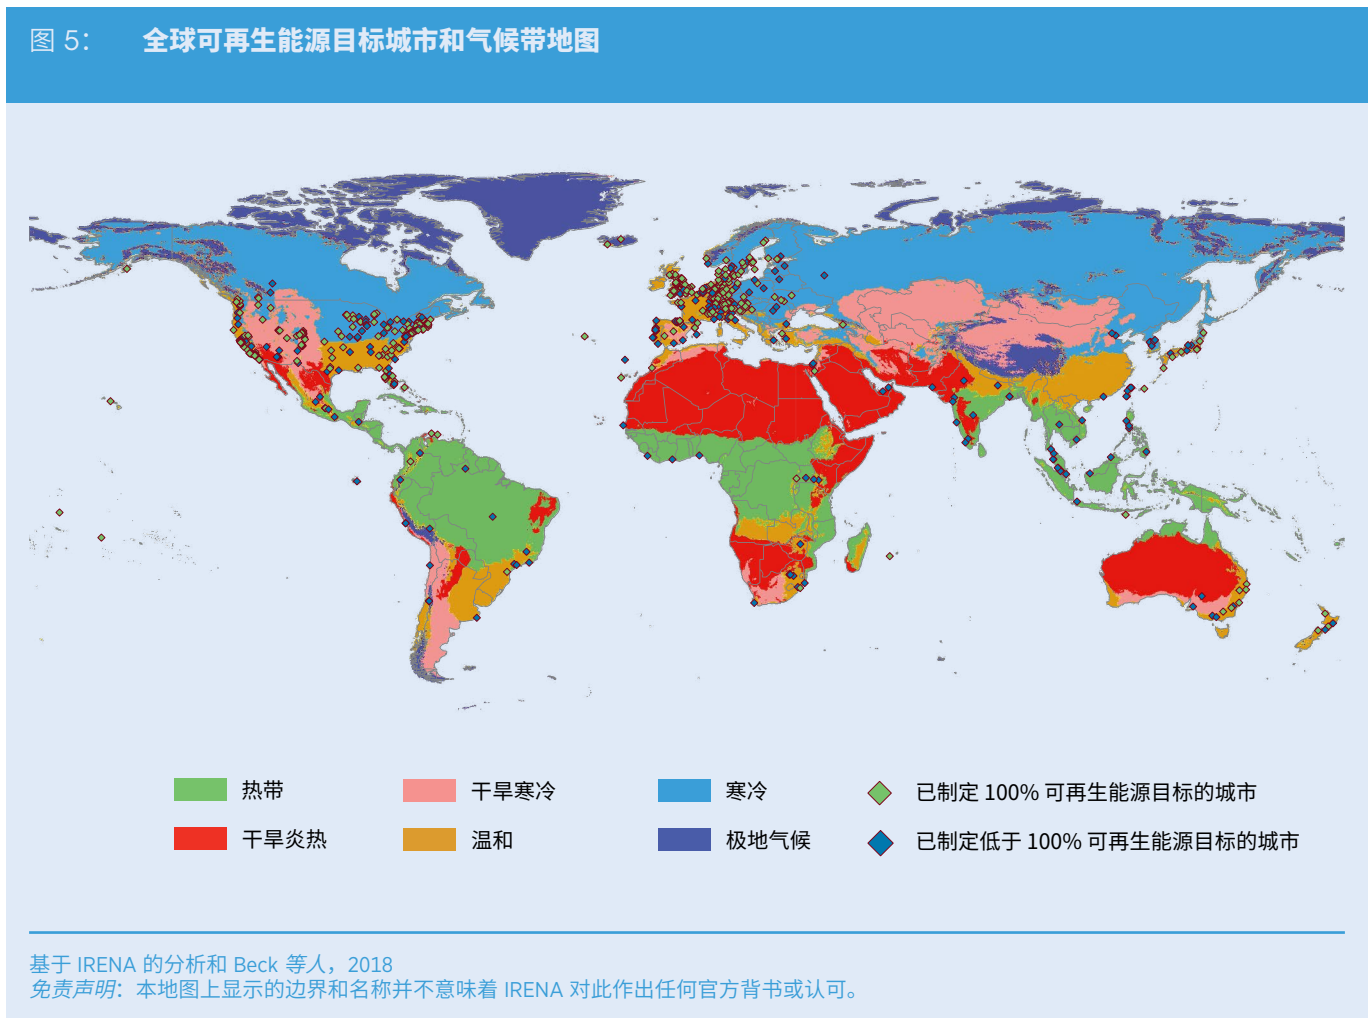 图 5： 全球可再生能源目标城市和气候带地图
热带
干旱寒冷
寒冷
已制定 100% 可再生能源目标的城市
干旱炎热
温和
极地气候
已制定低于 100% 可再生能源目标的城市
基于 IRENA 的分析和 Beck 等人，2018
免责声明：本地图上显示的边界和名称并不意味着 IRENA 对此作出任何官方背书或认可。